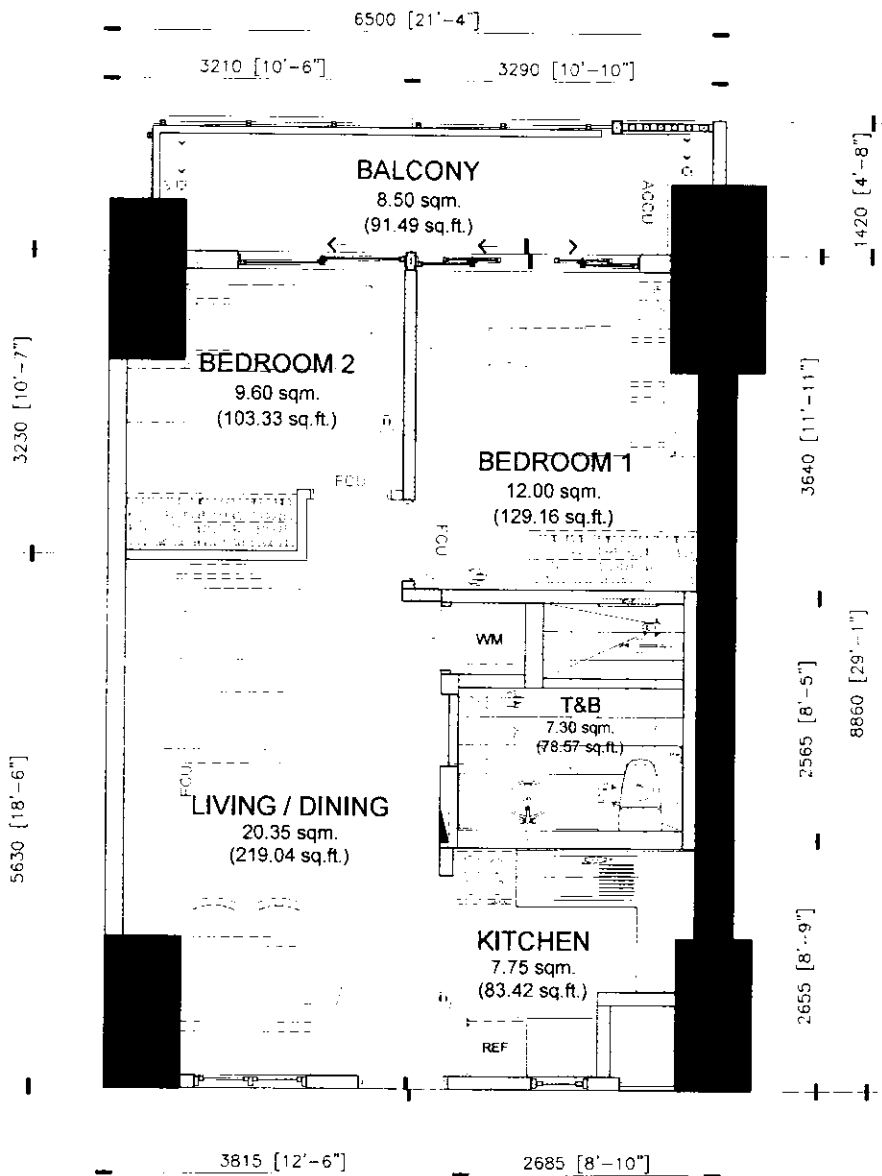 6500 [21'-4"]
3210 [10'-6"]
3290 [10'-10"]
1420 [4'-8"]
BALCONY
8.50 sqm.
(91.49 sq.ft.)
ACCU
3230 [10'-7"]
BEDROOM 2
9.60 sqm.
(103.33 sq.ft.)
FCU
BEDROOM 1
12.00 sqm.
(129.16 sq.ft.)
FCU
3640 [11'-11"]
WM
T&B
7.30 sqm.
(78.57 sq.ft.)
2565 [8'-5"]
8860 [29'-1"]
5630 [18'-6"]
FCU
LIVING / DINING
20.35 sqm.
(219.04 sq.ft.)
KITCHEN
7.75 sqm.
(83.42 sq.ft.)
REF
2655 [8'-9"]
3815 [12'-6"]
2685 [8'-10"]